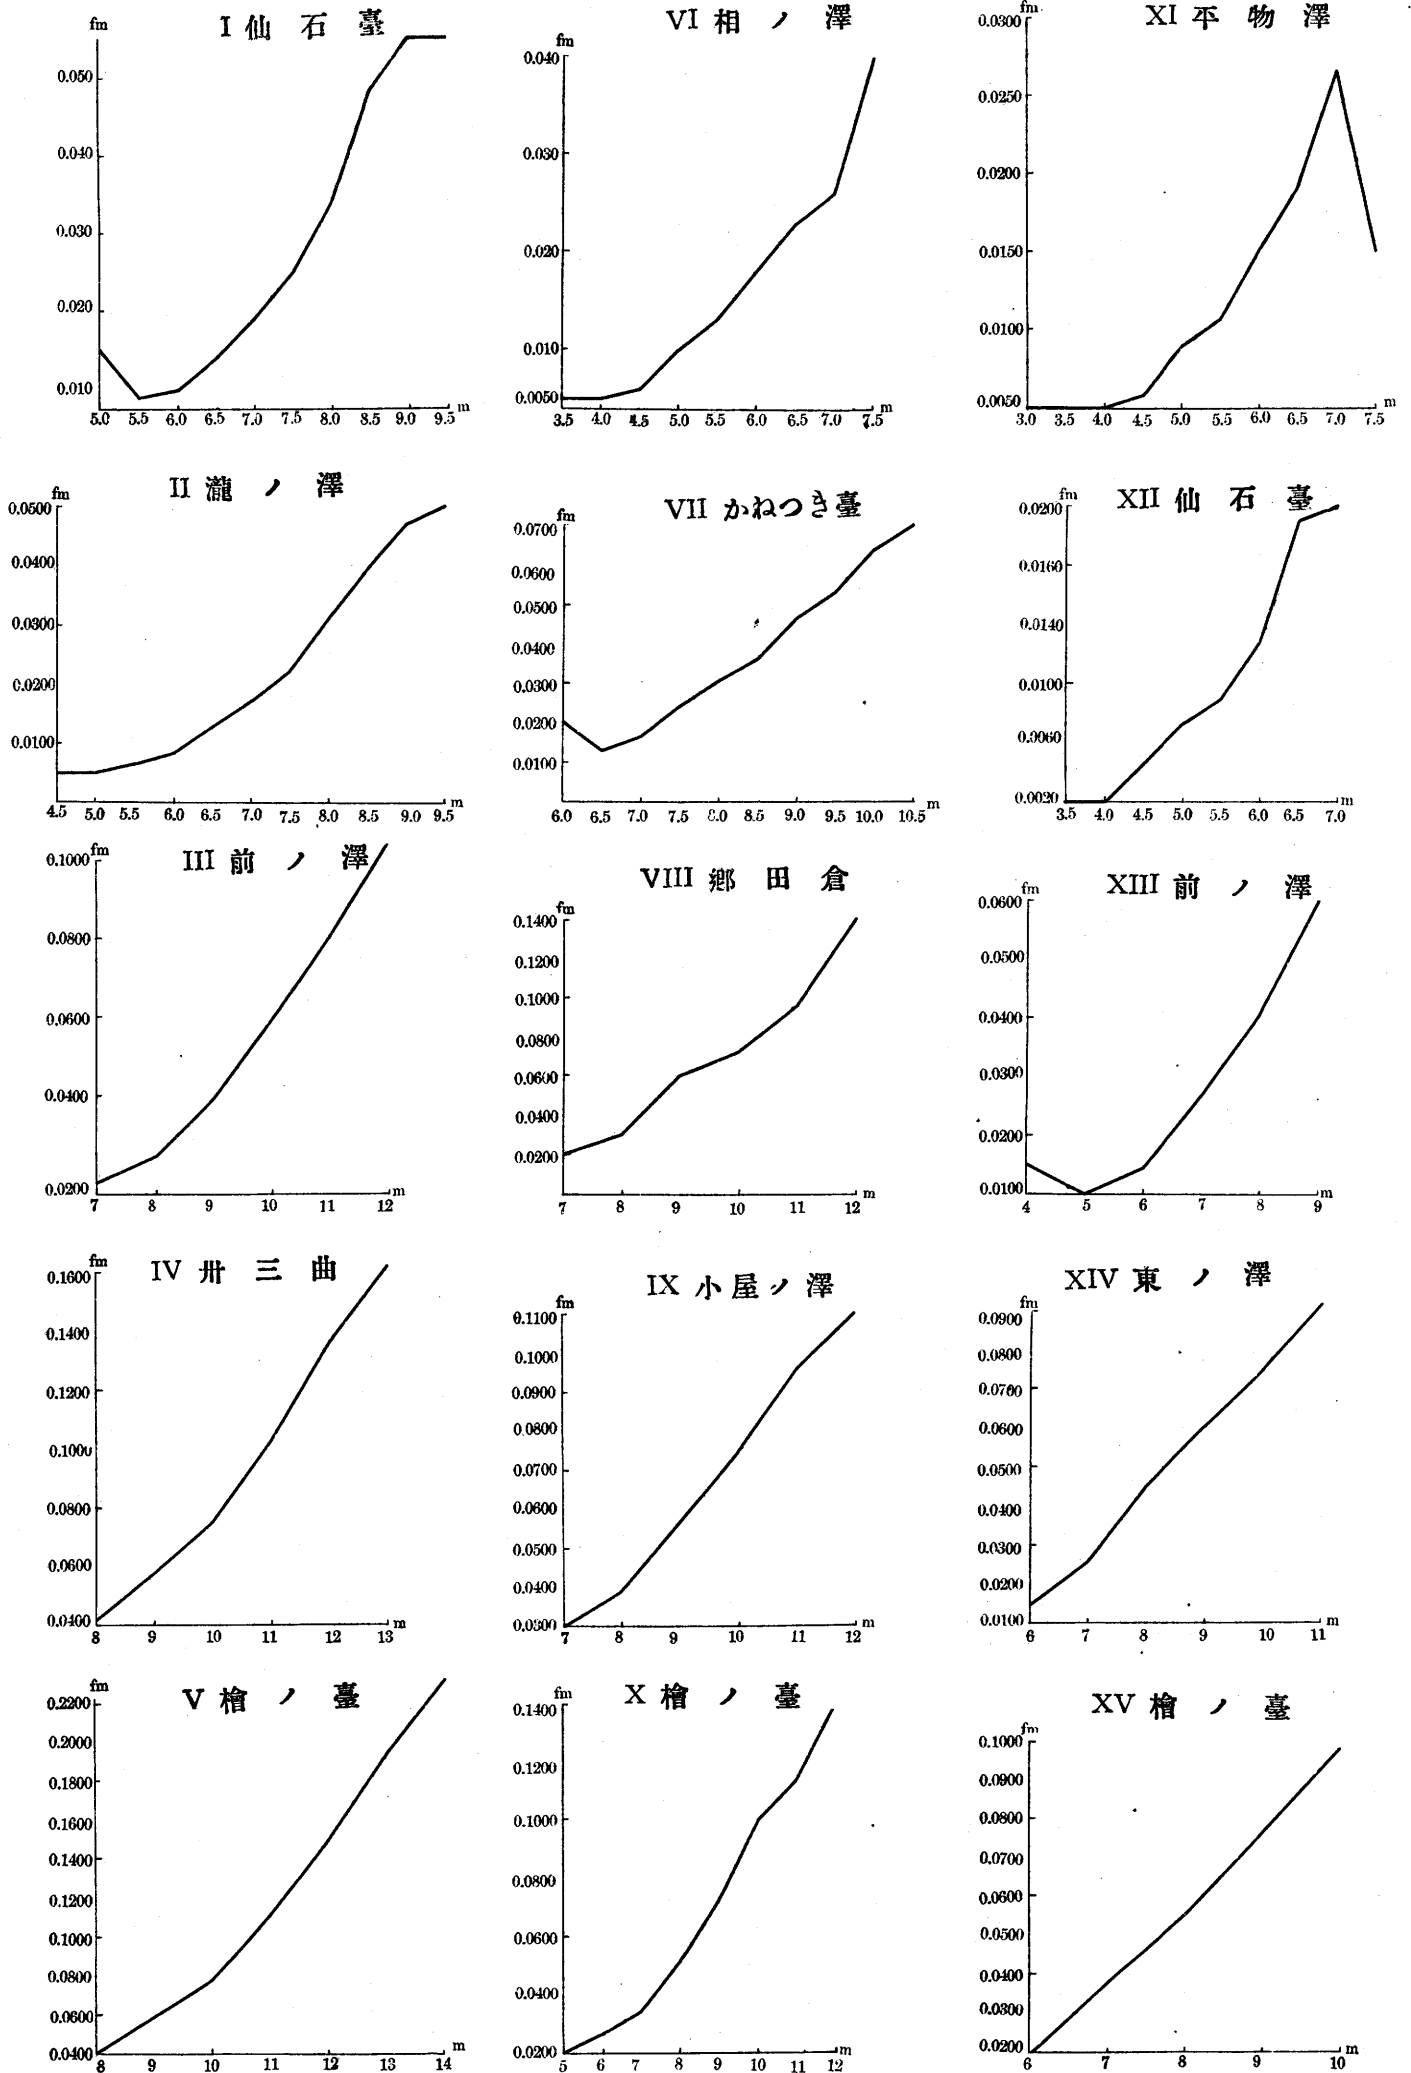 I 仙石臺
fm
0.050
0.040
0.030
0.020
0.010
5.0 5.5 6.0 6.5 7.0 7.5 8.0 8.5 9.0 9.5 m
VI 相ノ澤
fm
0.040
0.030
0.020
0.010
0.0050
3.5 4.0 4.5 5.0 5.5 6.0 6.5 7.0 7.5 m
XI 平物澤
fm
0.0300
0.0250
0.0200
0.0150
0.0100
0.0050
3.0 3.5 4.0 4.5 5.0 5.5 6.0 6.5 7.0 7.5 m
II 瀧ノ澤
fm
0.0500
0.0400
0.0300
0.0200
0.0100
4.5 5.0 5.5 6.0 6.5 7.0 7.5 8.0 8.5 9.0 9.5 m
VII かねつき臺
fm
0.0700
0.0600
0.0500
0.0400
0.0300
0.0200
0.0100
6.0 6.5 7.0 7.5 8.0 8.5 9.0 9.5 10.0 10.5 m
XII 仙石臺
fm
0.0200
0.0160
0.0140
0.0100
0.0060
0.0020
3.5 4.0 4.5 5.0 5.5 6.0 6.5 7.0 m
III 前ノ澤
fm
0.1000
0.0800
0.0600
0.0400
0.0200
7 8 9 10 11 12 m
VIII 鄕田倉
fm
0.1400
0.1200
0.1000
0.0800
0.0600
0.0400
0.0200
7 8 9 10 11 12 m
XIII 前ノ澤
fm
0.0600
0.0500
0.0400
0.0300
0.0200
0.0100
4 5 6 7 8 9 m
IV 卅三曲
fm
0.1600
0.1400
0.1200
0.1000
0.0800
0.0600
0.0400
8 9 10 11 12 13 m
IX 小屋ノ澤
fm
0.1100
0.1000
0.0900
0.0800
0.0700
0.0600
0.0500
0.0400
0.0300
7 8 9 10 11 12 m
XIV 東ノ澤
fm
0.0900
0.0800
0.0700
0.0600
0.0500
0.0400
0.0300
0.0200
0.0100
6 7 8 9 10 11 m
V 檜ノ臺
fm
0.2200
0.2000
0.1800
0.1600
0.1400
0.1200
0.1000
0.0800
0.0600
0.0400
8 9 10 11 12 13 14 m
X 檜ノ臺
fm
0.1400
0.1200
0.1000
0.0800
0.0600
0.0400
0.0200
5 6 7 8 9 10 11 12 m
XV 檜ノ臺
fm
0.1000
0.0900
0.0800
0.0700
0.0600
0.0500
0.0400
0.0300
0.0200
6 7 8 9 10 m